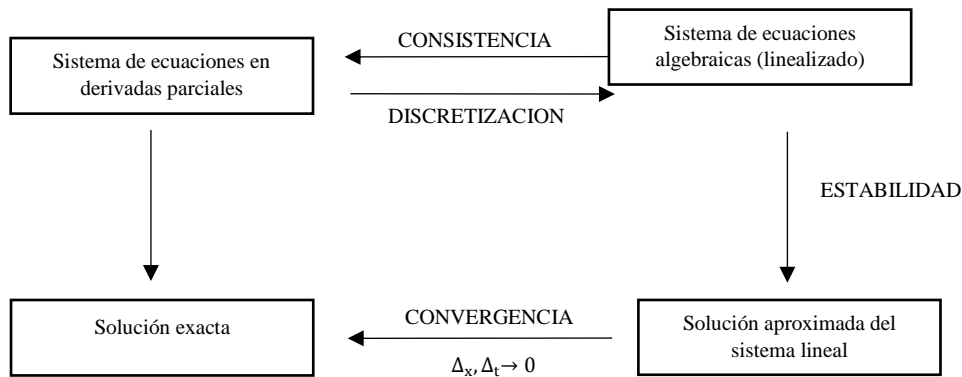 Sistema de ecuaciones en
derivadas parciales
CONSISTENCIA
DISCRETIZACION
Sistema de ecuaciones
algebraicas (linealizado)
ESTABILIDAD
Solución exacta
CONVERGENCIA
Δx, Δt→ 0
Solución aproximada del
sistema lineal